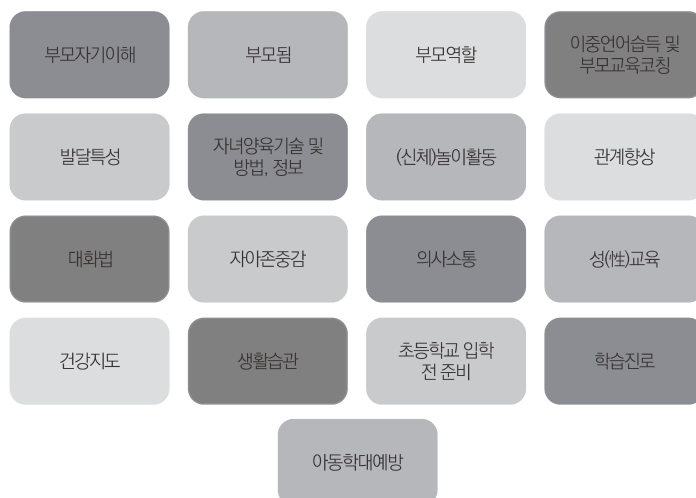 부모자기이해
부모됨
부모역할
이중언어습득 및
부모교육코칭
발달특성
자녀양육기술 및
방법, 정보
(신체)놀이활동
관계향상
대화법
자아존중감
의사소통
성(性)교육
건강지도
생활습관
초등학교 입학
전 준비
학습진로
아동학대예방